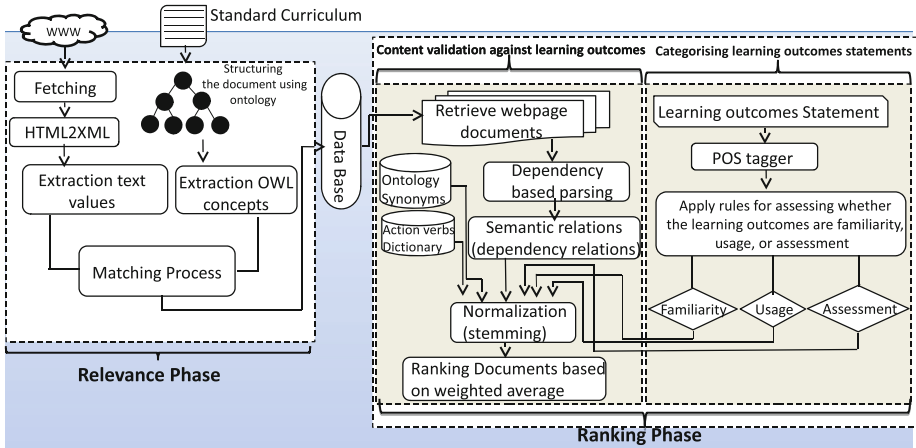 WWW
Standard Curriculum
Structuring
the document using
ontology
Fetching
HTML2XML
Extraction text
values
Extraction OWL
concepts
Matching Process
Relevance Phase
Data Base
Content validation against learning outcomes
Retrieve webpage
documents
Ontology
Synonyms
Action verbs
Dictionary
Dependency
based parsing
Semantic relations
(dependency relations)
Normalization
(stemming)
Ranking Documents based
on weighted average
Categorising learning outcomes statements
Learning outcomes Statement
POS tagger
Apply rules for assessing whether
the learning outcomes are familiarity,
usage, or assessment
Familiarity
Usage
Assessment
Ranking Phase